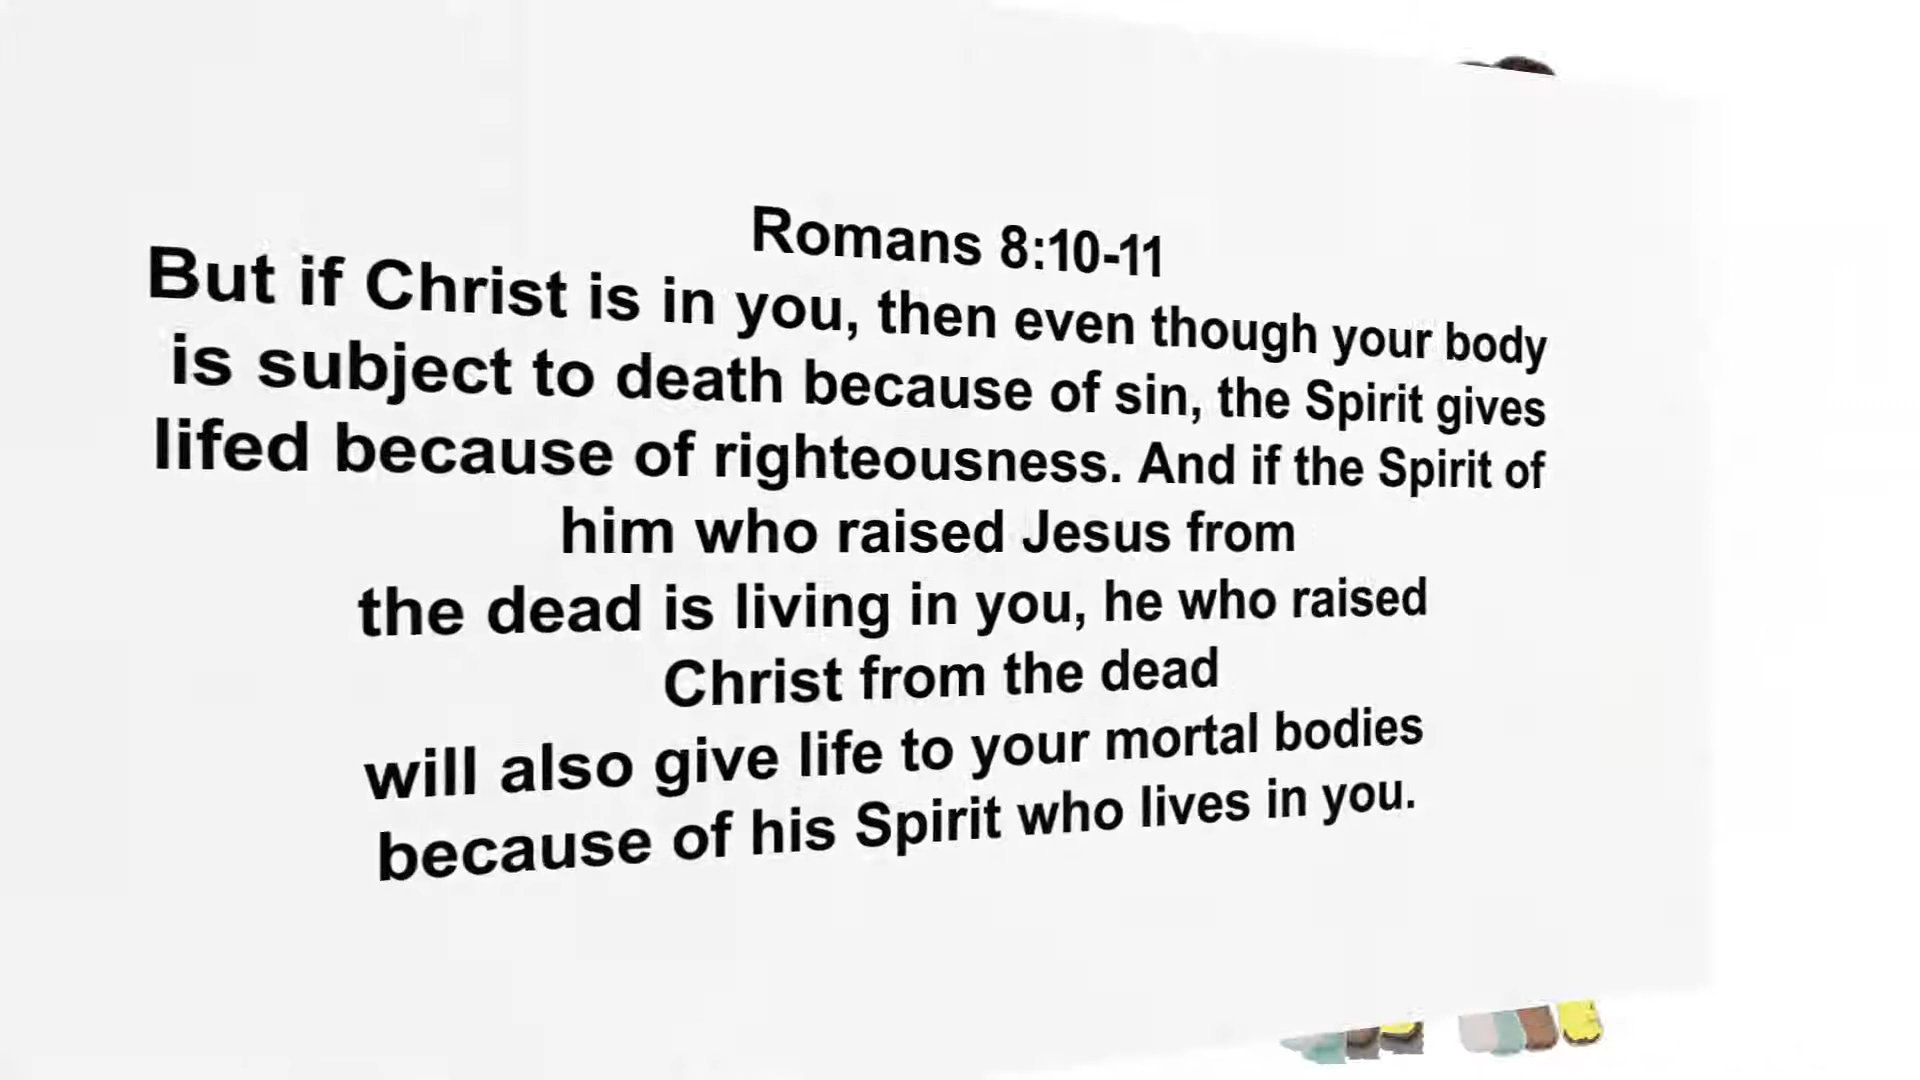 Romans 8:10-11
But if Christ is in you, then even though your body
is subject to death because of sin, the Spirit gives
lifed because of righteousness. And if the Spirit of
him who raised Jesus from
the dead is living in you, he who raised
Christ from the dead
will also give life to your mortal bodies
because of his Spirit who lives in you.